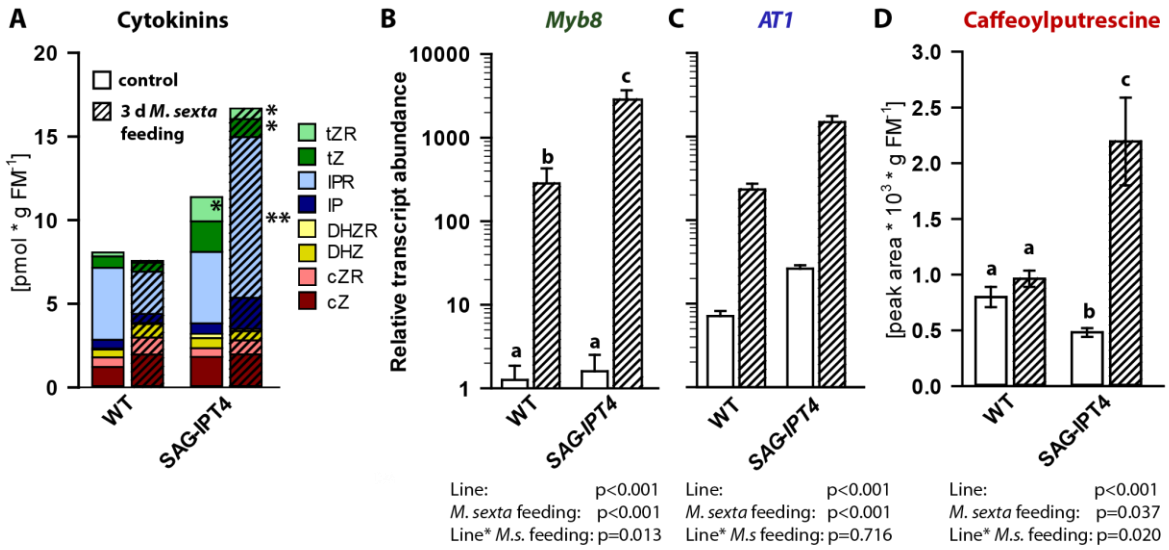 A Cytokinins
20
15
10
5
0
[pmol * g FM⁻¹]
control
3 d M. sexta
feeding
*
*
*
**
tZR
tZ
IPR
IP
DHZR
DHZ
cZR
cZ
WT
SAG-IPT4
B Myb8
10000
1000
100
10
1
Relative transcript abundance
a
b
a
c
WT
SAG-IPT4
Line: p<0.001
M. sexta feeding: p<0.001
Line* M.s. feeding: p=0.013
C AT1
WT
SAG-IPT4
Line: p<0.001
M. sexta feeding: p<0.001
Line* M.s feeding: p=0.716
D Caffeoylputrescine
3.0
2.5
2.0
1.5
1.0
0.5
0.0
[peak area * 10³ * g FM⁻¹]
a
a
b
c
WT
SAG-IPT4
Line: p<0.001
M. sexta feeding: p=0.037
Line* M.s. feeding: p=0.020